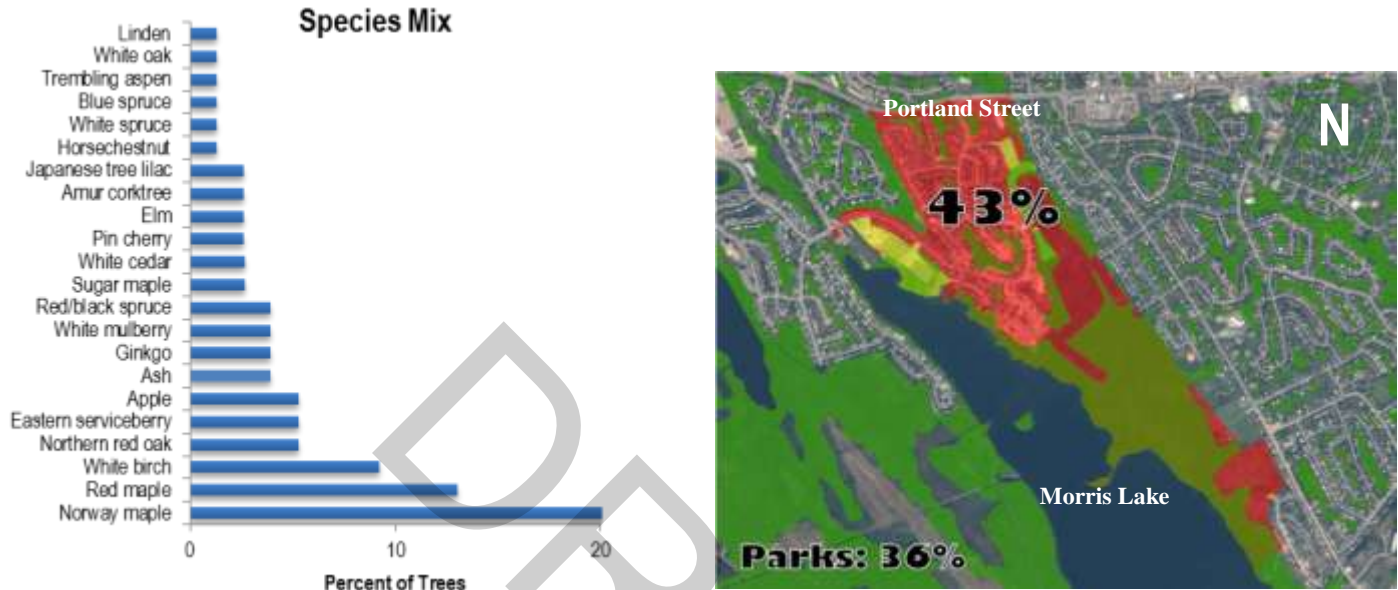 Species Mix
Linden
White oak
Trembling aspen
Blue spruce
White spruce
Horsechestnut
Japanese tree lilac
Amur corktree
Elm
Pin cherry
White cedar
Sugar maple
Red/black spruce
White mulberry
Ginkgo
Ash
Apple
Eastern serviceberry
Northern red oak
White birch
Red maple
Norway maple
0 10 20
Percent of Trees
Portland Street
N
43%
Morris Lake
Parks: 36%